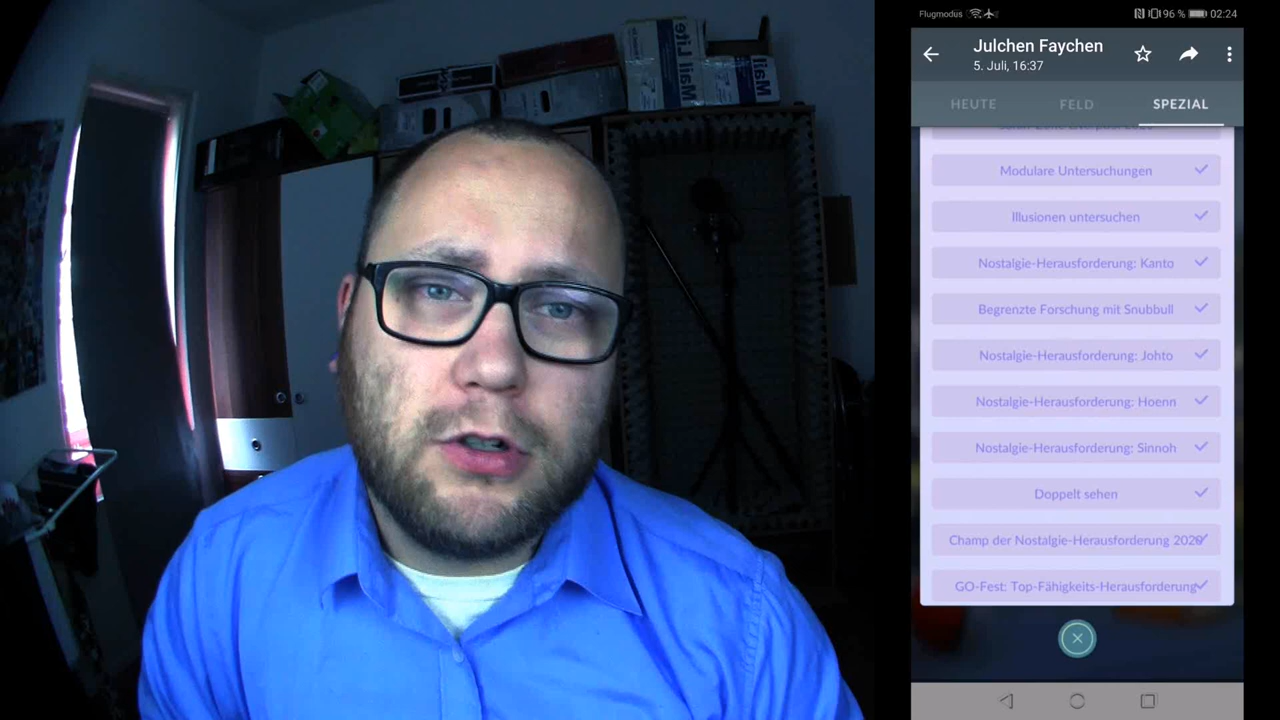 Flugmodus
96 %
02:24
Julchen Faychen
5. Juli, 16:37
HEUTE
FELD
SPEZIAL
Modulare Untersuchungen
Illusionen untersuchen
Nostalgie-Herausforderung: Kanto
Begrenzte Forschung mit Snubbull
Nostalgie-Herausforderung: Johto
Nostalgie-Herausforderung: Hoenn
Nostalgie-Herausforderung: Sinnoh
Doppelt sehen
Champ der Nostalgie-Herausforderung 2020
GO-Fest: Top-Fähigkeits-Herausforderung
MailLite
Mail